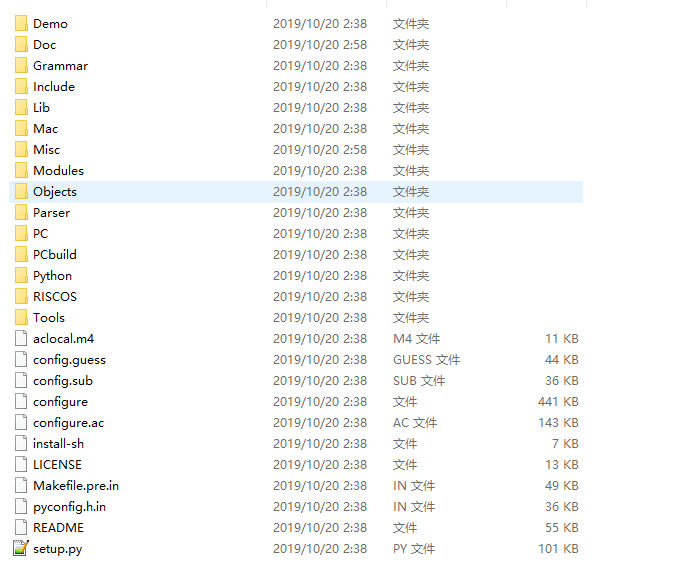 Demo 2019/10/20 2:38 文件夹
Doc 2019/10/20 2:58 文件夹
Grammar 2019/10/20 2:38 文件夹
Include 2019/10/20 2:38 文件夹
Lib 2019/10/20 2:38 文件夹
Mac 2019/10/20 2:38 文件夹
Misc 2019/10/20 2:58 文件夹
Modules 2019/10/20 2:38 文件夹
Objects 2019/10/20 2:38 文件夹
Parser 2019/10/20 2:38 文件夹
PC 2019/10/20 2:38 文件夹
PCbuild 2019/10/20 2:38 文件夹
Python 2019/10/20 2:38 文件夹
RISCOS 2019/10/20 2:38 文件夹
Tools 2019/10/20 2:38 文件夹
aclocal.m4 2019/10/20 2:38 M4 文件 11 KB
config.guess 2019/10/20 2:38 GUESS 文件 44 KB
config.sub 2019/10/20 2:38 SUB 文件 36 KB
configure 2019/10/20 2:38 文件 441 KB
configure.ac 2019/10/20 2:38 AC 文件 143 KB
install-sh 2019/10/20 2:38 文件 7 KB
LICENSE 2019/10/20 2:38 文件 13 KB
Makefile.pre.in 2019/10/20 2:38 IN 文件 49 KB
pyconfig.h.in 2019/10/20 2:38 IN 文件 36 KB
README 2019/10/20 2:38 文件 55 KB
setup.py 2019/10/20 2:38 PY 文件 101 KB